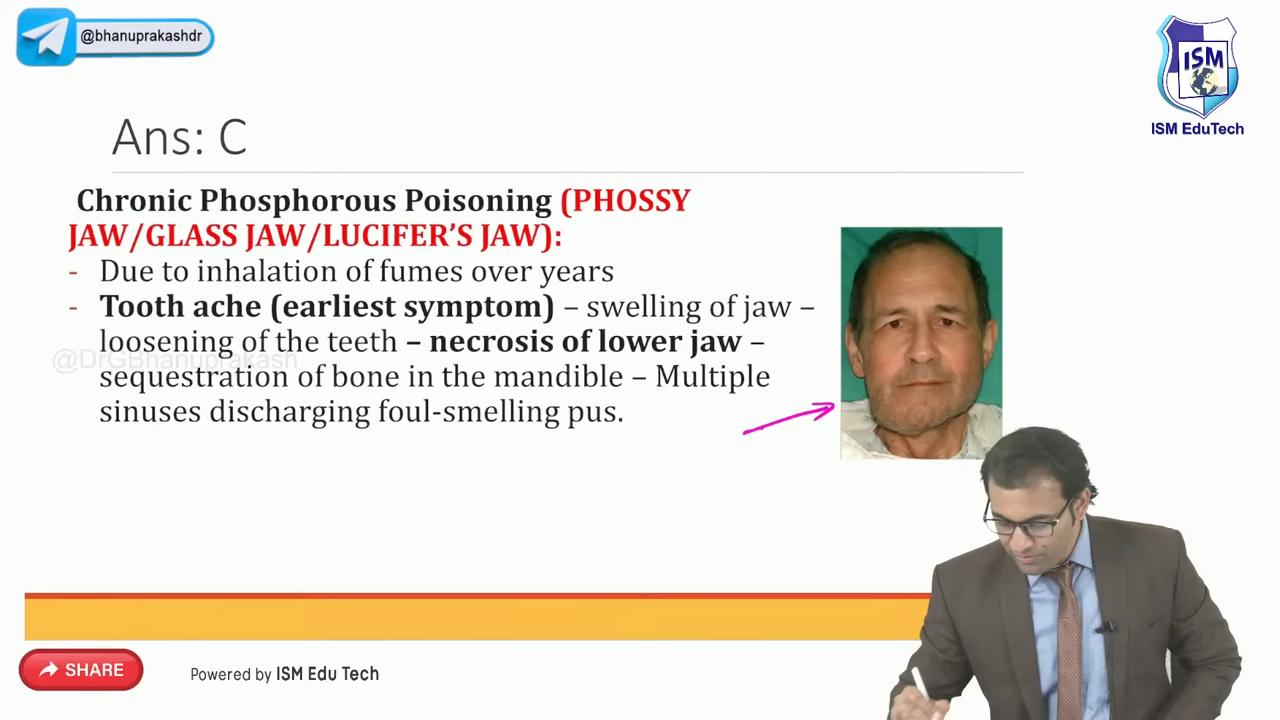 @bhanuprakashdr
ISM
ISM EduTech
Ans: C
Chronic Phosphorous Poisoning (PHOSSY
JAW/GLASS JAW/LUCIFER’S JAW):
- Due to inhalation of fumes over years
- Tooth ache (earliest symptom) – swelling of jaw –
loosening of the teeth – necrosis of lower jaw –
@DrGBhanuprakash
sequestration of bone in the mandible – Multiple
sinuses discharging foul-smelling pus.
SHARE
Powered by ISM Edu Tech